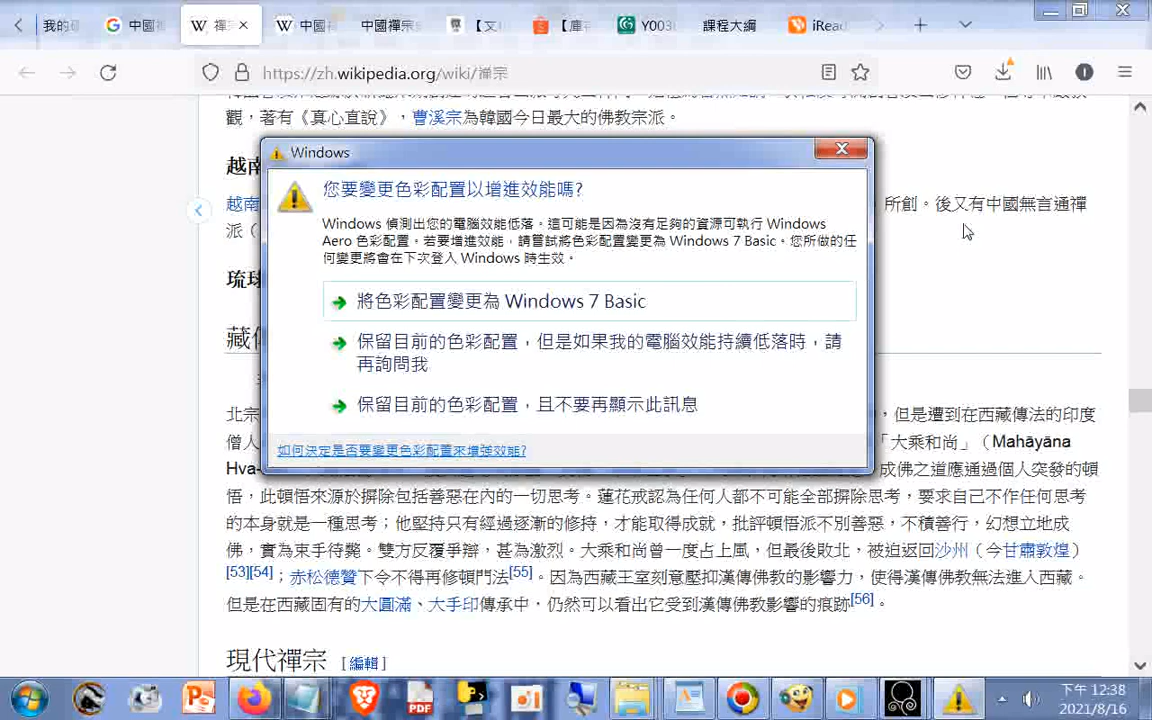 我的
中國
禪
中國
中國禪宗
【文
【庫
Y003
課程大綱
iRea
https://zh.wikipedia.org/wiki/禪宗
觀,著有《真心直說》,曹溪宗為韓國今日最大的佛教宗派。
越南
越南
所創。後又有中國無言通禪
派(
琉球
藏傳
Windows
您要變更色彩配置以增進效能嗎?
Windows 偵測出您的電腦效能低落。這可能是因為沒有足夠的資源可執行 Windows
Aero 色彩配置。若要增進效能,請嘗試將色彩配置變更為 Windows 7 Basic。您所做的任
何變更將會在下次登入 Windows 時生效。
將色彩配置變更為 Windows 7 Basic
保留目前的色彩配置,但是如果我的電腦效能持續低落時,請
再詢問我
保留目前的色彩配置,且不要再顯示此訊息
如何決定是否要變更色彩配置來增強效能?
北宗
,但是遭到在西藏傳法的印度
僧人
「大乘和尚」(Mahāyāna
Hva-
成佛之道應通過個人突發的頓
悟,此頓悟來源於摒除包括善惡在內的一切思考。蓮花戒認為任何人都不可能全部摒除思考,要求自己不作任何思考
的本身就是一種思考;他堅持只有經過逐漸的修持,才能取得成就,批評頓悟派不別善惡,不積善行,幻想立地成
佛,實為束手待斃。雙方反覆爭辯,甚為激烈。大乘和尚曾一度占上風,但最後敗北,被迫返回沙州(今甘肅敦煌)
[53][54];赤松德贊下令不得再修頓門法[55]。因為西藏王室刻意壓抑漢傳佛教的影響力,使得漢傳佛教無法進入西藏。
但是在西藏固有的大圓滿、大手印傳承中,仍然可以看出它受到漢傳佛教影響的痕跡[56]。
現代禪宗 [編輯]
下午 12:38
2021/8/16